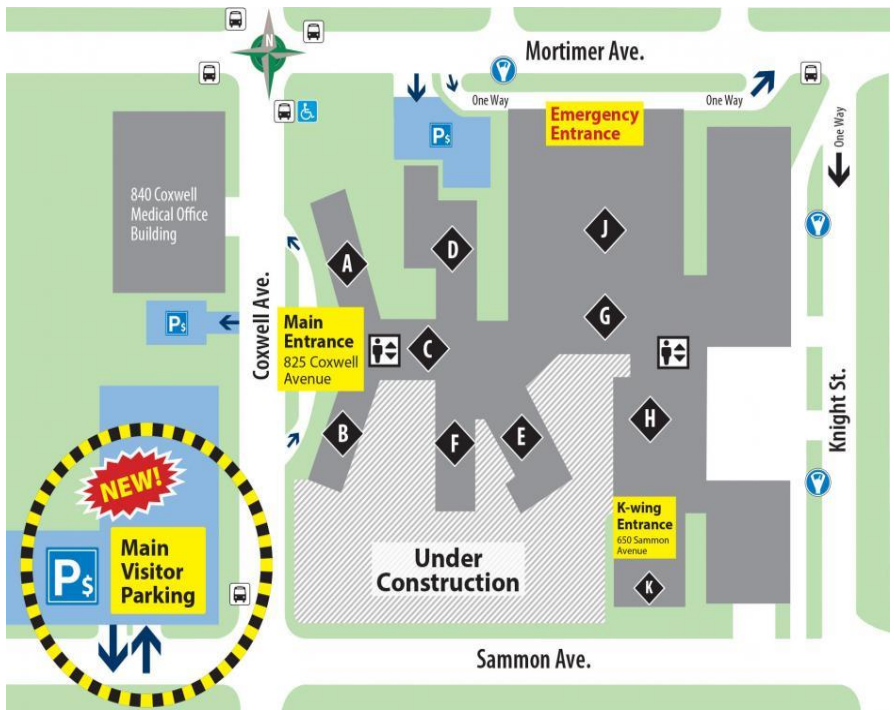 N
Mortimer Ave.
One Way
One Way
One Way
Emergency
Entrance
P$
840 Coxwell
Medical Office
Building
A
D
J
G
P$
Coxwell Ave.
Main
Entrance
825 Coxwell
Avenue
C
B
F
E
H
Knight St.
NEW!
P$
Main
Visitor
Parking
K-wing
Entrance
650 Sammon
Avenue
K
Under
Construction
Sammon Ave.